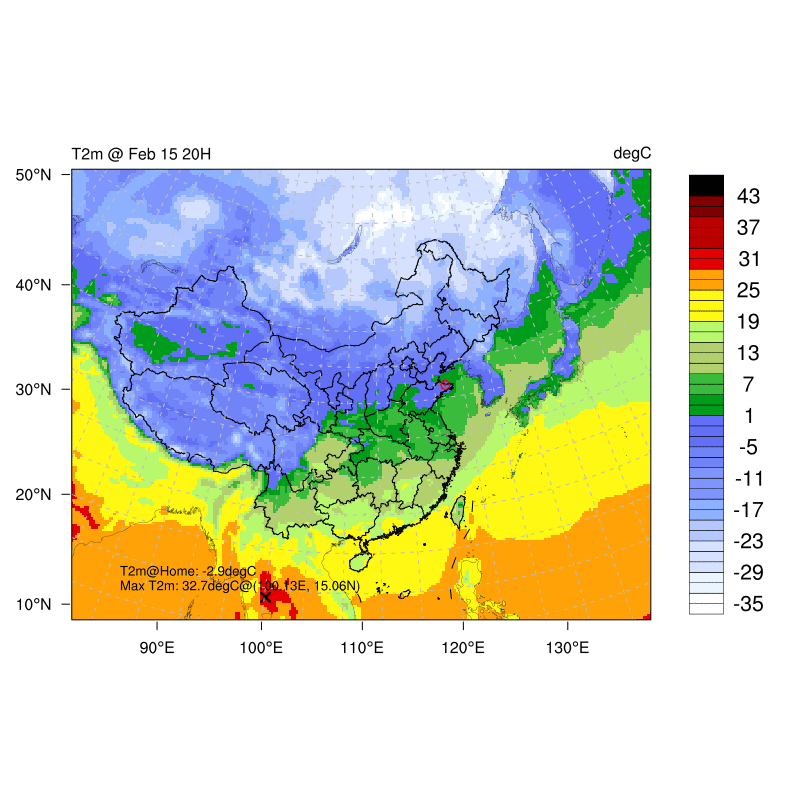 T2m @ Feb 15 20H degC
50°N
40°N
30°N
20°N
10°N
90°E 100°E 110°E 120°E 130°E
T2m@Home: -2.9degC
Max T2m: 32.7degC@(100.13E, 15.06N)
43
37
31
25
19
13
7
1
-5
-11
-17
-23
-29
-35